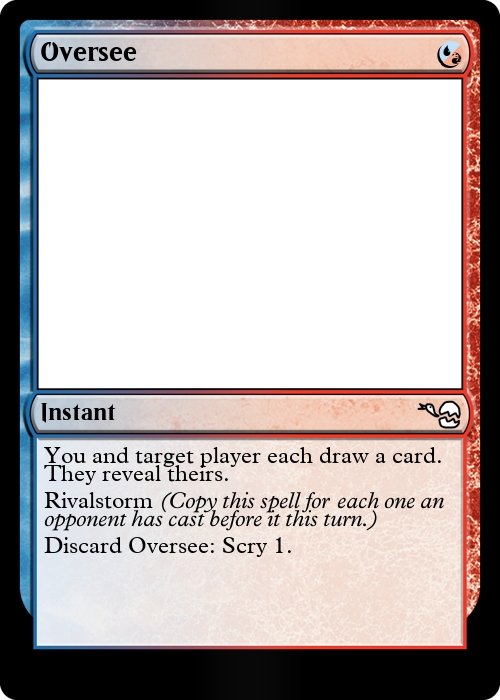 Oversee
Instant
You and target player each draw a card.
They reveal theirs.
Rivalstorm (Copy this spell for each one an
opponent has cast before it this turn.)
Discard Oversee: Scry 1.